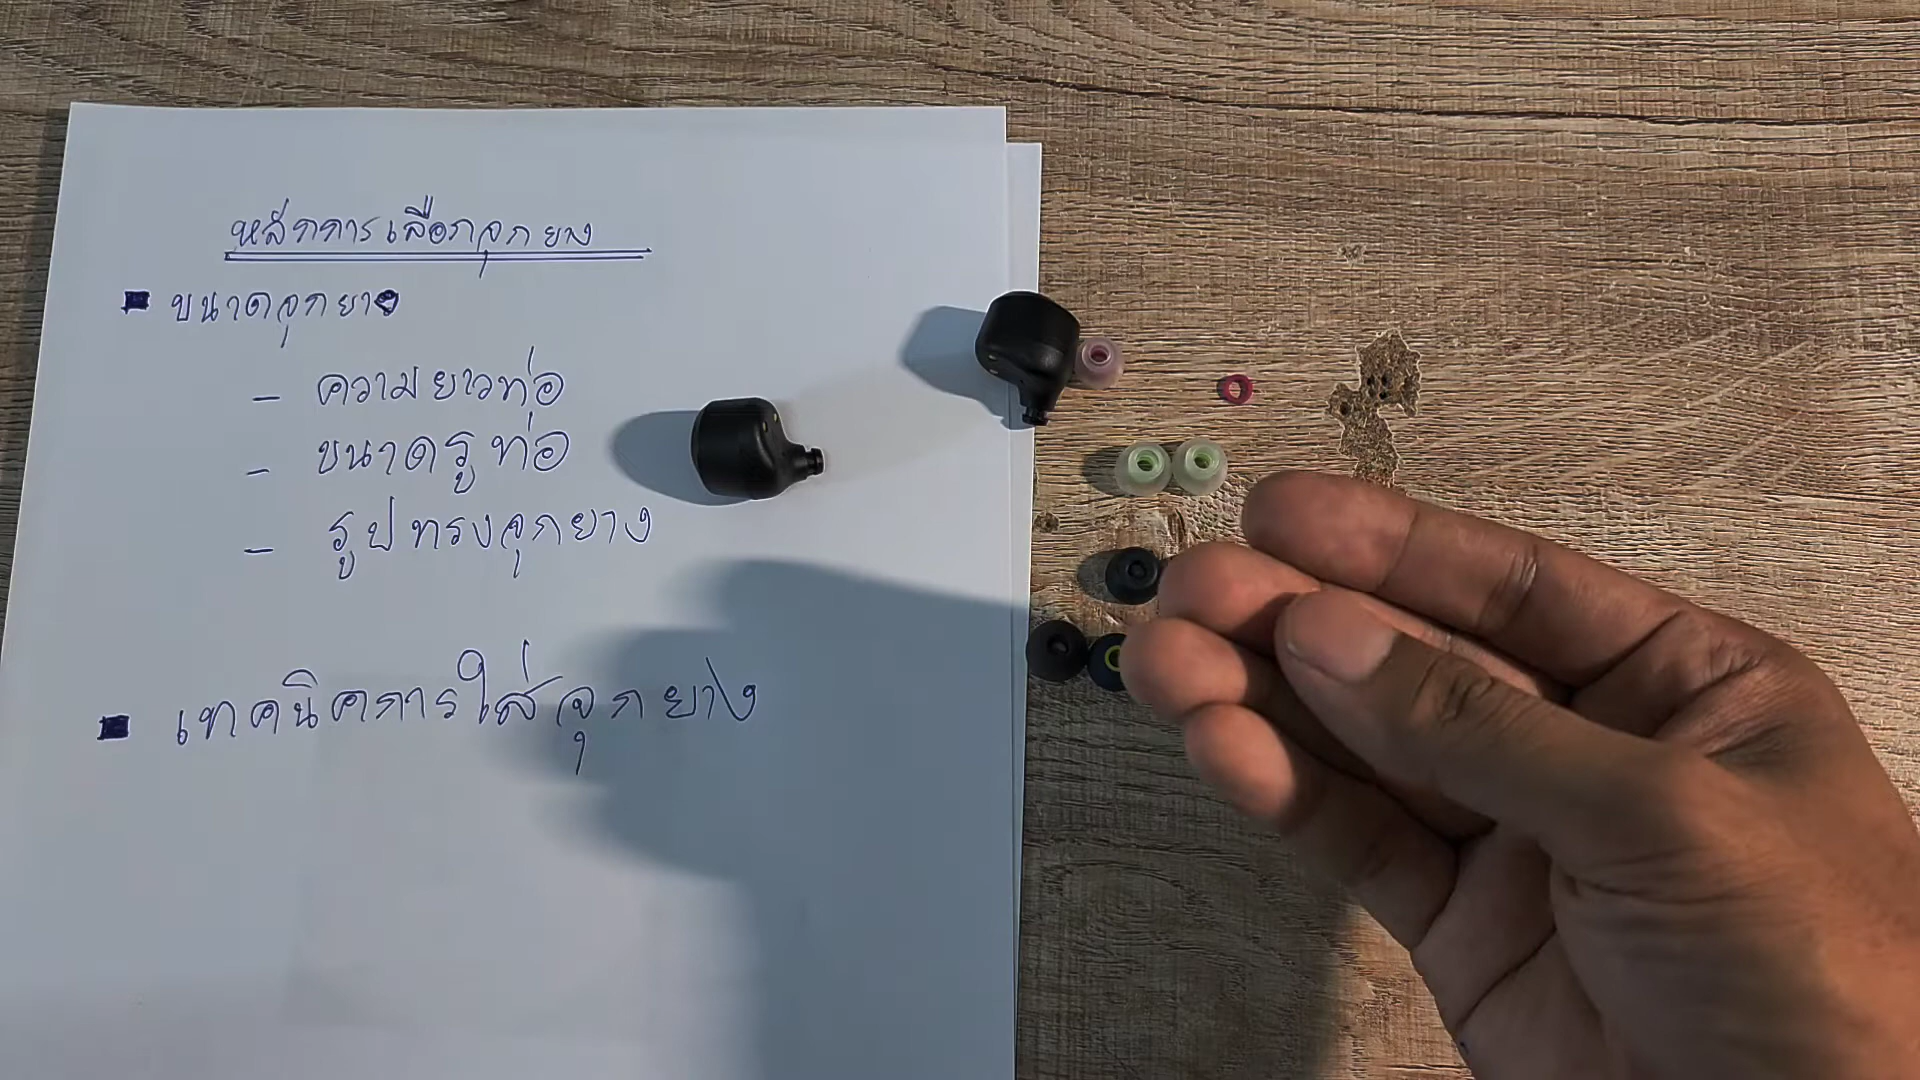 หลักการเลือกจุกยาง
ขนาดจุกยาง
- ความยาวท่อ
- ขนาดรูท่อ
- รูปทรงจุกยาง
เทคนิคการใส่จุกยาง